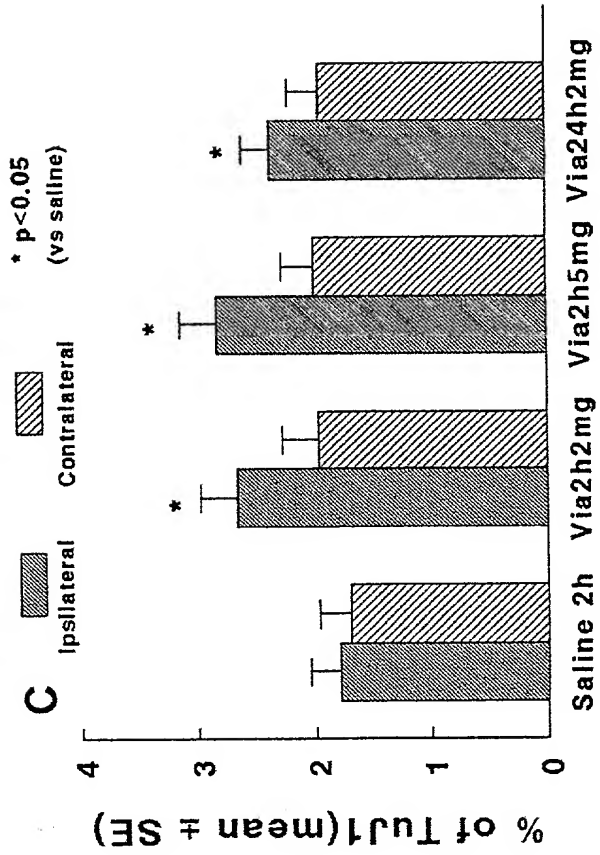 C
Ipsilateral
Contralateral
* p<0.05
(vs saline)
% of TuJ1(mean ± SE)
4
3
2
1
0
*
*
*
Saline 2h
Via2h2mg
Via2h5mg
Via24h2mg